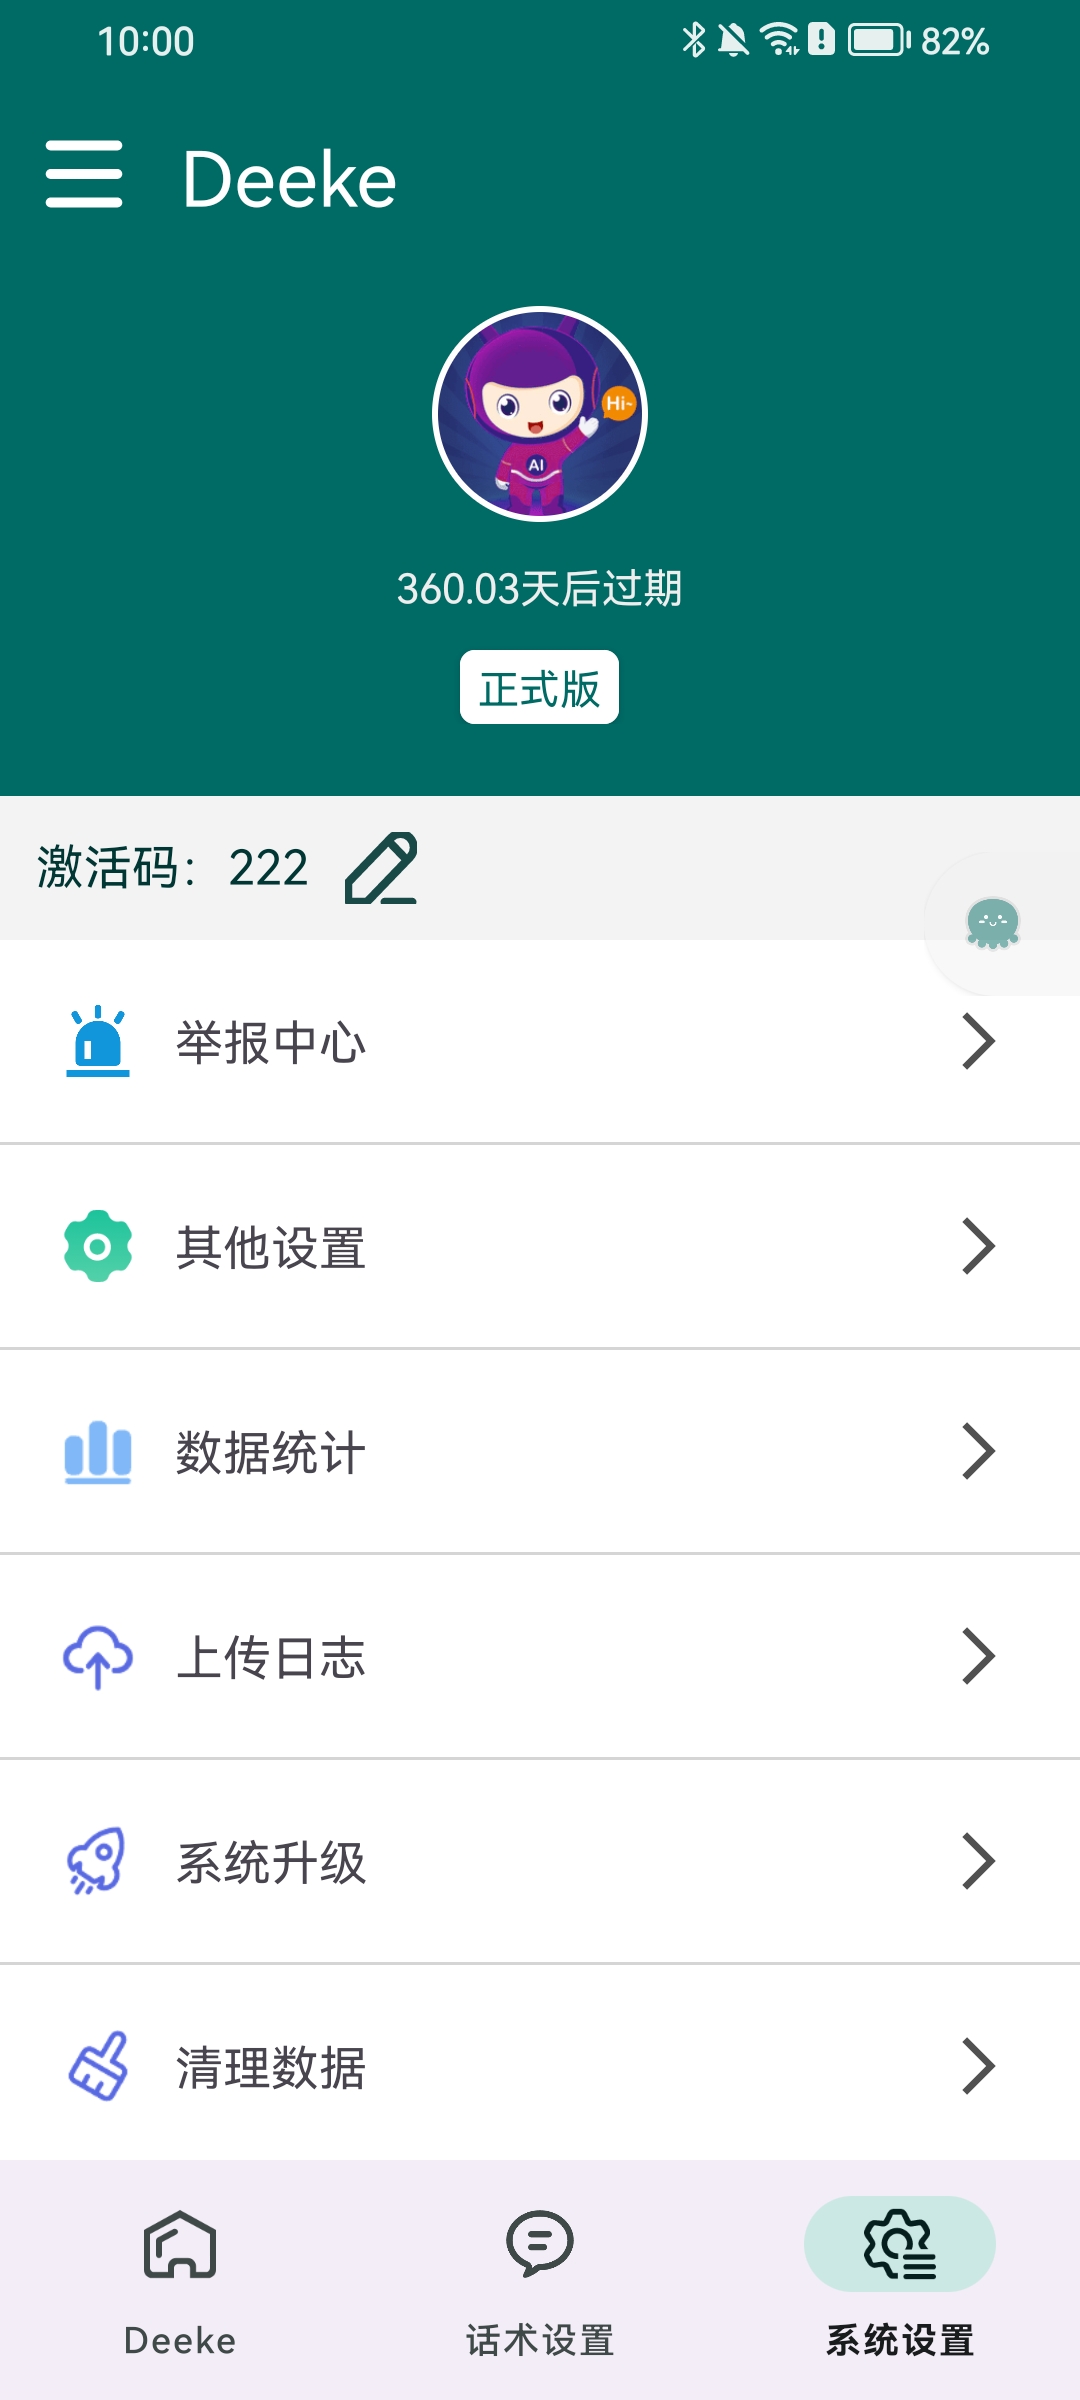 10:00
82%
Deeke
Hi~
AI
360.03天后过期
正式版
激活码：222
举报中心
其他设置
数据统计
上传日志
系统升级
清理数据
Deeke
话术设置
系统设置